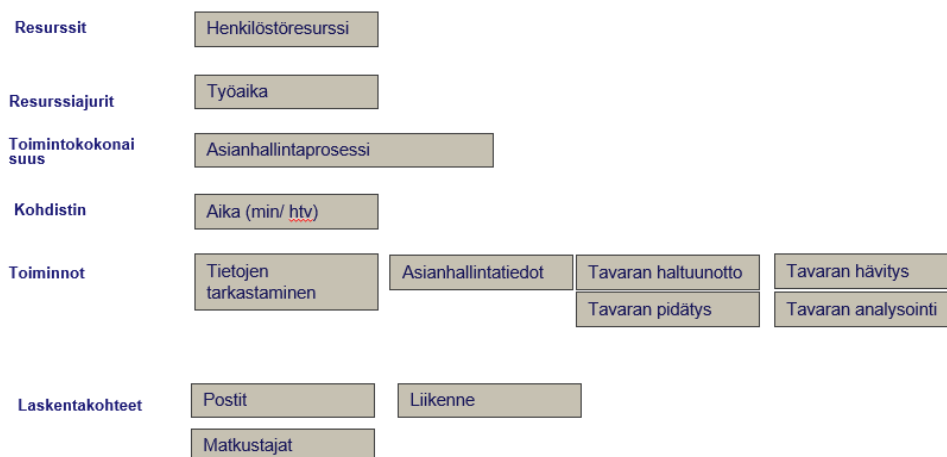 Resurssit
Henkilöstöresurssi
Resurssiajurit
Työaika
Toimintokokonai
suus
Asianhallintaprosessi
Kohdistin
Aika (min/ htv)
Toiminnot
Tietojen
tarkastaminen
Asianhallintatiedot
Tavaran haltuunotto
Tavaran hävitys
Tavaran pidätys
Tavaran analysointi
Laskentakohteet
Postit
Liikenne
Matkustajat